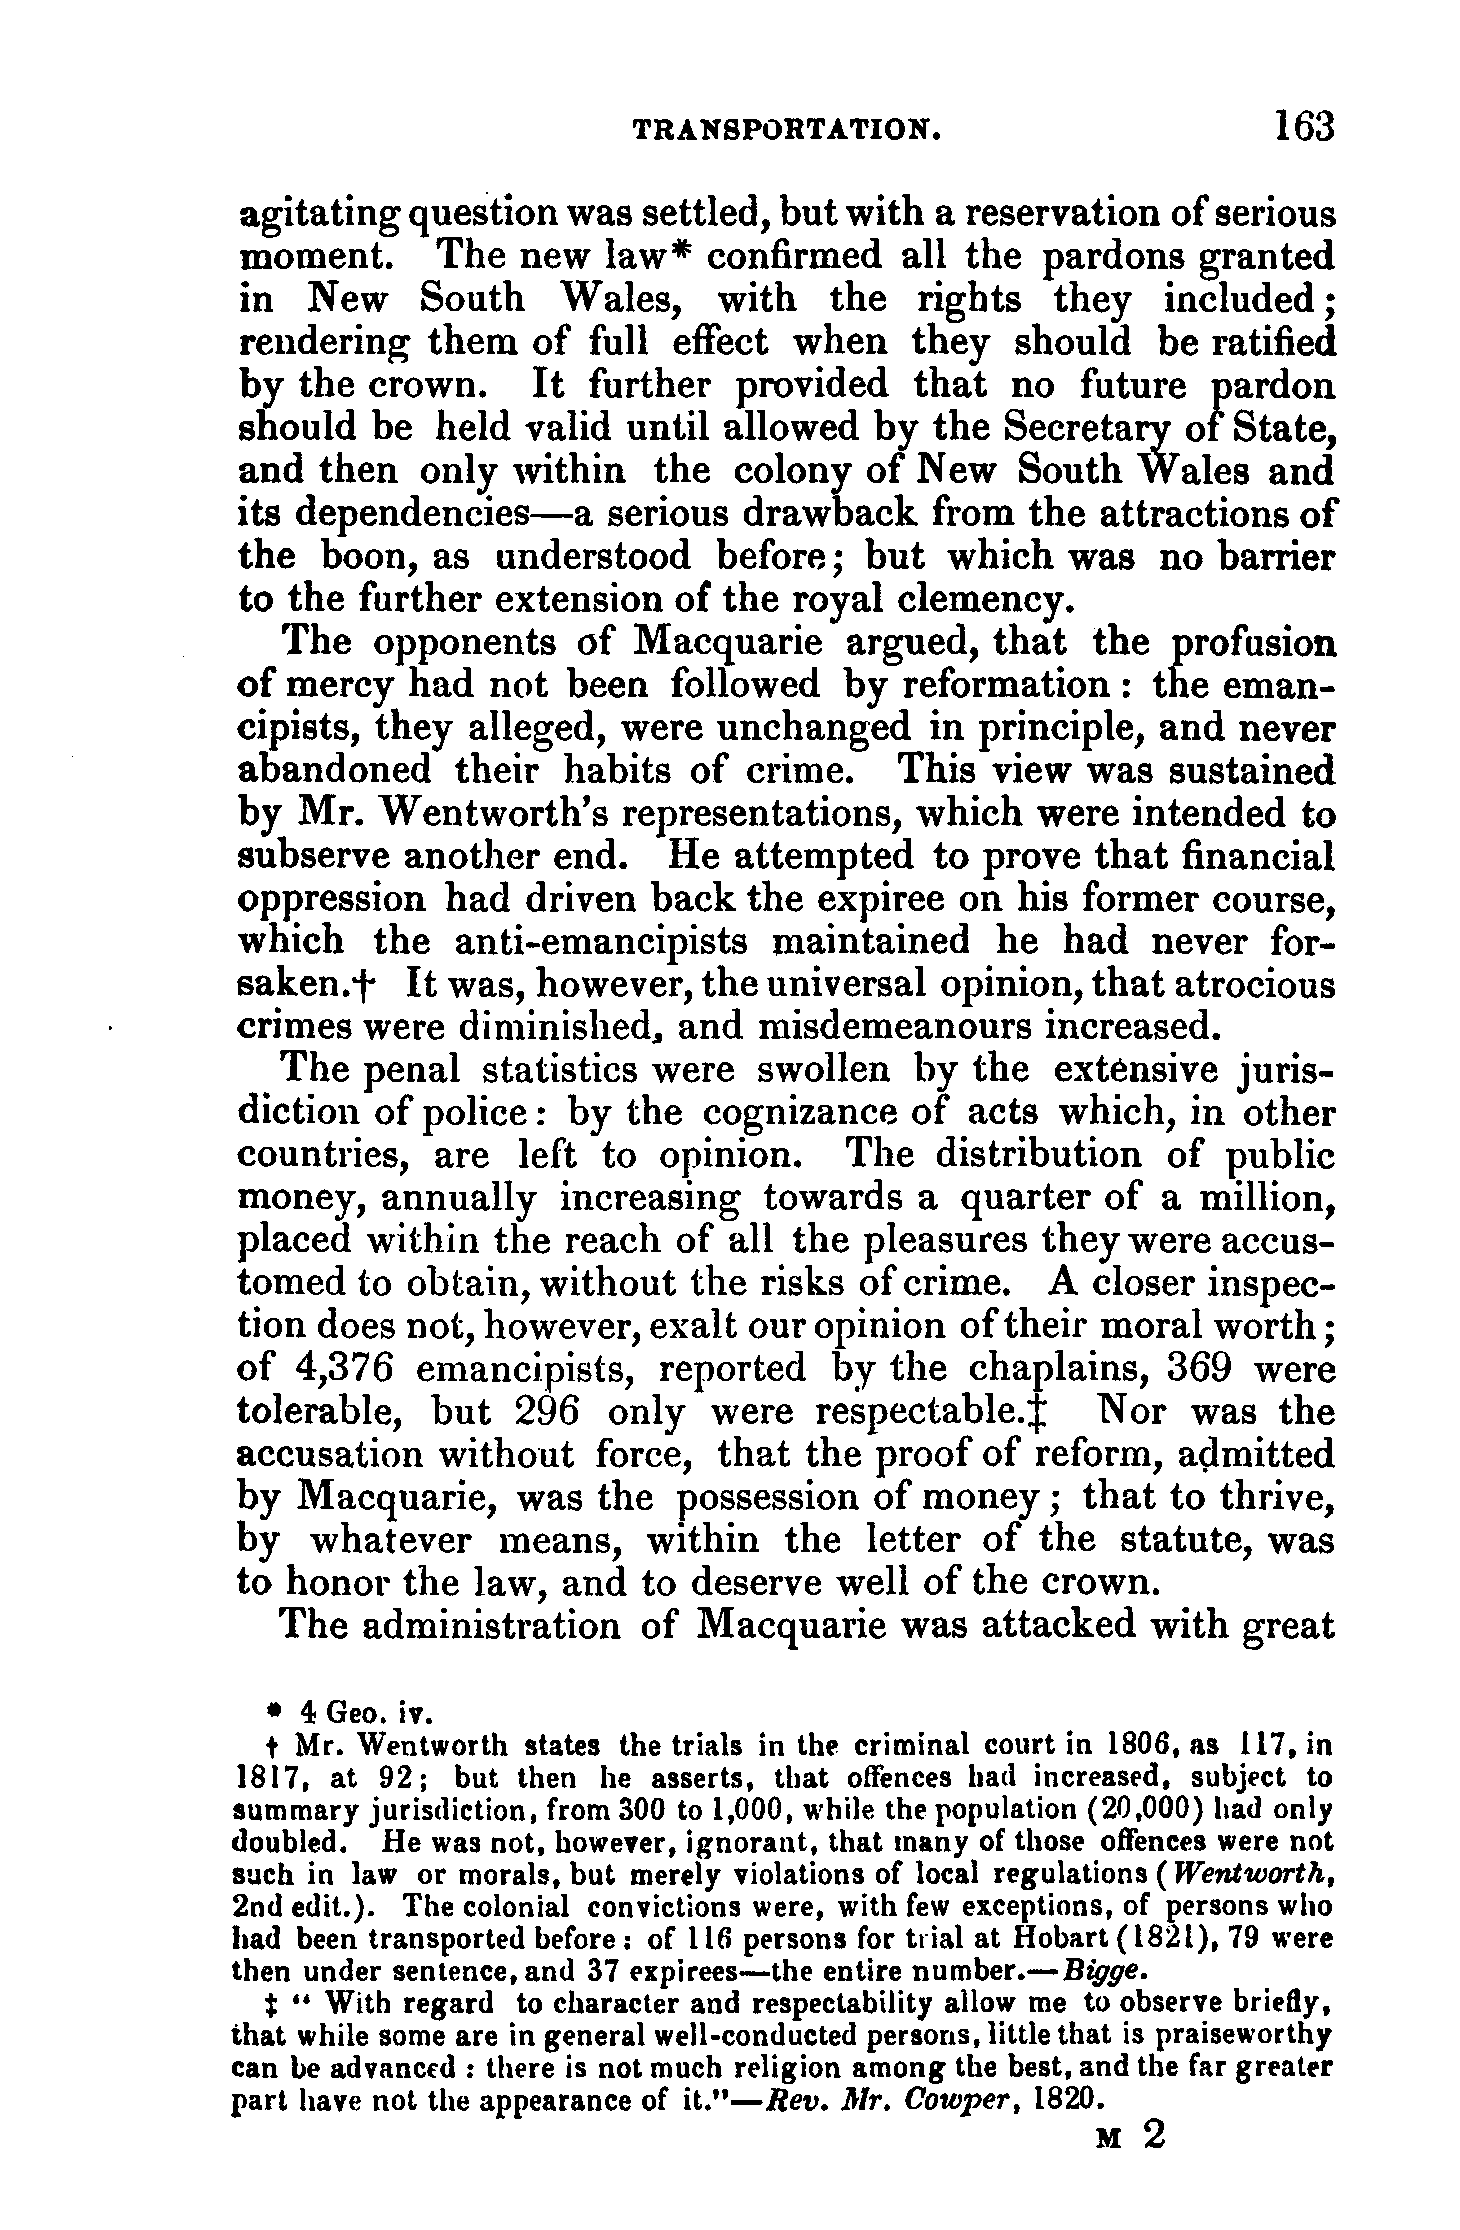 TRANSPORTATION. 163
agitating question was settled, but with a reservation of serious
moment. The new law* confirmed all the pardons granted
in New South Wales, with the rights they included;
rendering them of full effect when they should be ratified
by the crown. It further provided that no future pardon
should be held valid until allowed by the Secretary of State,
and then only within the colony of New South Wales and
its dependencies—a serious drawback from the attractions of
the boon, as understood before; but which was no barrier
to the further extension of the royal clemency.
The opponents of Macquarie argued, that the profusion
of mercy had not been followed by reformation: the eman-
cipists, they alleged, were unchanged in principle, and never
abandoned their habits of crime. This view was sustained
by Mr. Wentworth's representations, which were intended to
subserve another end. He attempted to prove that financial
oppression had driven back the expiree on his former course,
which the anti-emancipists maintained he had never for-
saken.† It was, however, the universal opinion, that atrocious
crimes were diminished, and misdemeanours increased.
The penal statistics were swollen by the extensive juris-
diction of police: by the cognizance of acts which, in other
countries, are left to opinion. The distribution of public
money, annually increasing towards a quarter of a million,
placed within the reach of all the pleasures they were accus-
tomed to obtain, without the risks of crime. A closer inspec-
tion does not, however, exalt our opinion of their moral worth;
of 4,376 emancipists, reported by the chaplains, 369 were
tolerable, but 296 only were respectable.‡ Nor was the
accusation without force, that the proof of reform, admitted
by Macquarie, was the possession of money; that to thrive,
by whatever means, within the letter of the statute, was
to honor the law, and to deserve well of the crown.
The administration of Macquarie was attacked with great
* 4 Geo. iv.
† Mr. Wentworth states the trials in the criminal court in 1806, as 117, in
1817, at 92; but then he asserts, that offences had increased, subject to
summary jurisdiction, from 300 to 1,000, while the population (20,000) had only
doubled. He was not, however, ignorant, that many of those offences were not
such in law or morals, but merely violations of local regulations (Wentworth,
2nd edit.). The colonial convictions were, with few exceptions, of persons who
had been transported before: of 116 persons for trial at Hobart (1821), 79 were
then under sentence, and 37 expirees—the entire number.—Bigge.
‡ "With regard to character and respectability allow me to observe briefly,
that while some are in general well-conducted persons, little that is praiseworthy
can be advanced: there is not much religion among the best, and the far greater
part have not the appearance of it."—Rev. Mr. Cowper, 1820.
M 2